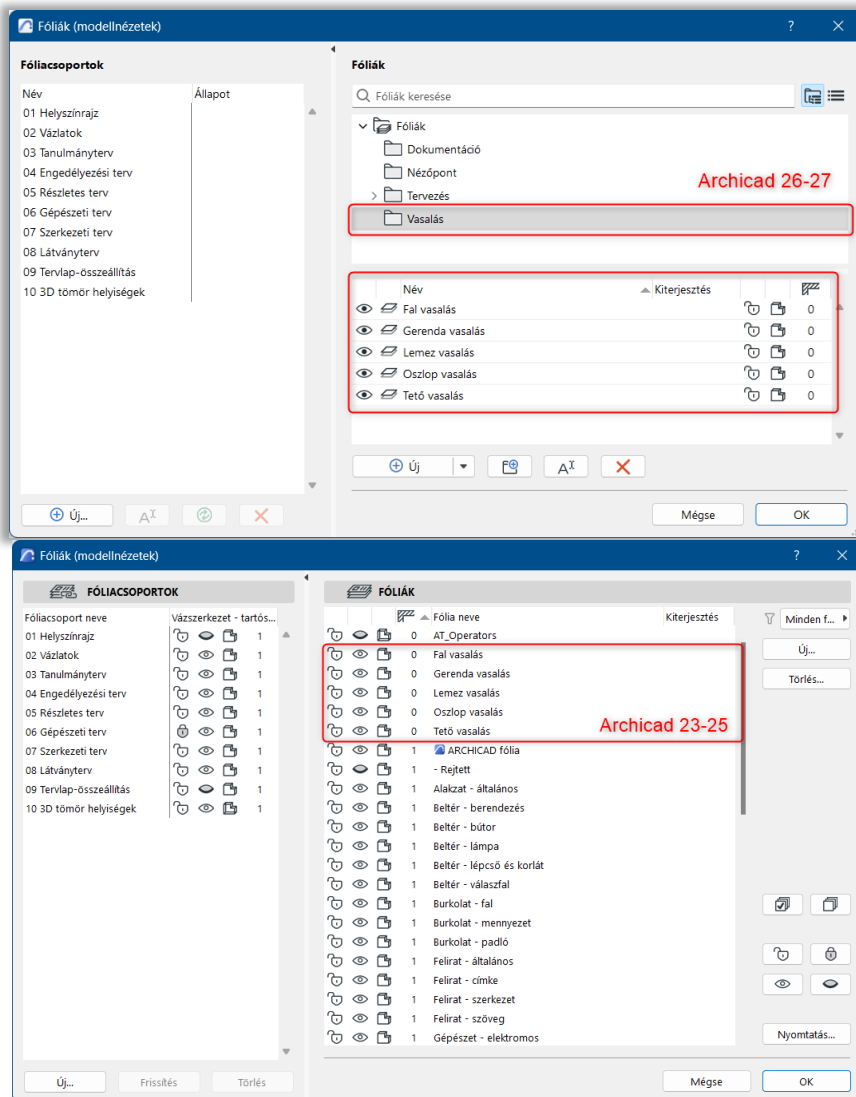 Fóliák (modellnézetek)
Fóliacsoportok
Név Állapot
01 Helyszínrajz
02 Vázlatok
03 Tanulmányterv
04 Engedélyezési terv
05 Részletes terv
06 Gépészeti terv
07 Szerkezeti terv
08 Látványterv
09 Tervlap-összeállítás
10 3D tömör helyiségek
Új...
Fóliák
Fóliák keresése
Fóliák
Dokumentáció
Nézőpont
Tervezés
Vasalás
Archicad 26-27
Név Kiterjesztés
Fal vasalás 0
Gerenda vasalás 0
Lemez vasalás 0
Oszlop vasalás 0
Tető vasalás 0
Új
Mégse OK
Fóliák (modellnézetek)
FÓLIACSOPORTOK
Fóliacsoport neve Vázszerkezet - tartós...
01 Helyszínrajz 1
02 Vázlatok 1
03 Tanulmányterv 1
04 Engedélyezési terv 1
05 Részletes terv 1
06 Gépészeti terv 1
07 Szerkezeti terv 1
08 Látványterv 1
09 Tervlap-összeállítás 1
10 3D tömör helyiségek 1
Új... Frissítés Törlés
FÓLIÁK
Fólia neve Kiterjesztés
0 AT_Operators
0 Fal vasalás
0 Gerenda vasalás
0 Lemez vasalás
0 Oszlop vasalás
0 Tető vasalás
Archicad 23-25
1 ARCHICAD fólia
1 - Rejtett
1 Alakzat - általános
1 Beltér - berendezés
1 Beltér - bútor
1 Beltér - lámpa
1 Beltér - lépcső és korlát
1 Beltér - válaszfal
1 Burkolat - fal
1 Burkolat - mennyezet
1 Burkolat - padló
1 Felirat - általános
1 Felirat - címke
1 Felirat - szerkezet
1 Felirat - szöveg
1 Gépészet - elektromos
Minden f...
Új...
Törlés...
Nyomtatás...
Mégse OK